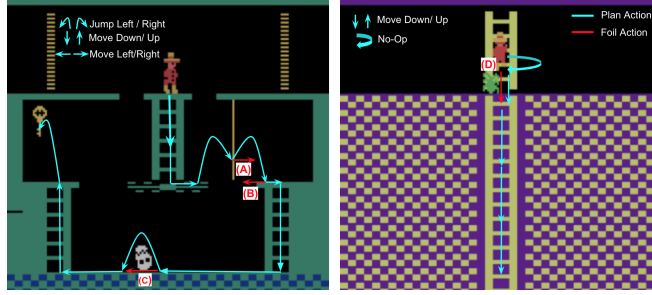 Jump Left / Right
Move Down/ Up
Move Left/Right
(A)
(B)
(C)
Move Down/ Up
No-Op
Plan Action
Foil Action
(D)